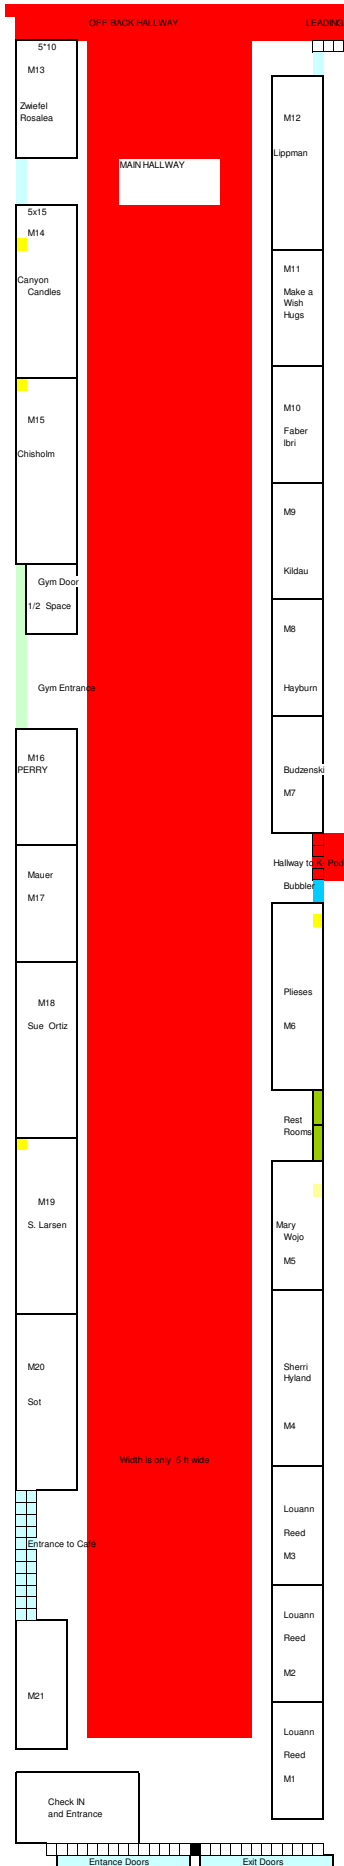 OFF BACK HALLWAY
LEADING
5*10
M13
Zwiefel
Rosalea
MAIN HALLWAY
5x15
M14
Canyon
Candles
M15
Chisholm
Gym Door
1/2 Space
Gym Entrance
M16
PERRY
Mauer
M17
M18
Sue Ortiz
M19
S. Larsen
M20
Sot
Entrance to Café
M21
Check IN
and Entrance
Width is only 5 ft wide
M12
Lippman
M11
Make a
Wish
Hugs
M10
Faber
Ibri
M9
Kildau
M8
Hayburn
Budzenski
M7
Hallway to K- Pod
Bubbler
Plieses
M6
Rest
Rooms
Mary
Wojo
M5
Sherri
Hyland
M4
Louann
Reed
M3
Louann
Reed
M2
Louann
Reed
M1
Entance Doors
Exit Doors